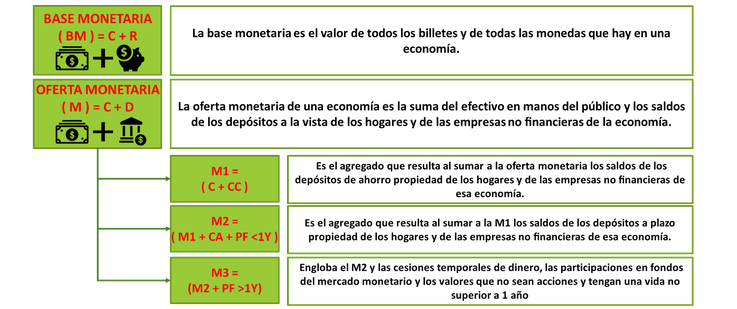 BASE MONETARIA
( BM ) = C + R
La base monetaria es el valor de todos los billetes y de todas las monedas que hay en una
economía.
OFERTA MONETARIA
( M ) = C + D
La oferta monetaria de una economía es la suma del efectivo en manos del público y los saldos
de los depósitos a la vista de los hogares y de las empresas no financieras de la economía.
M1 =
( C + CC )
Es el agregado que resulta al sumar a la oferta monetaria los saldos de los
depósitos de ahorro propiedad de los hogares y de las empresas no financieras de
esa economía.
M2 =
( M1 + CA + PF <1Y )
Es el agregado que resulta al sumar a la M1 los saldos de los depósitos a plazo
propiedad de los hogares y de las empresas no financieras de esa economía.
M3 =
(M2 + PF >1Y)
Engloba el M2 y las cesiones temporales de dinero, las participaciones en fondos
del mercado monetario y los valores que no sean acciones y tengan una vida no
superior a 1 año